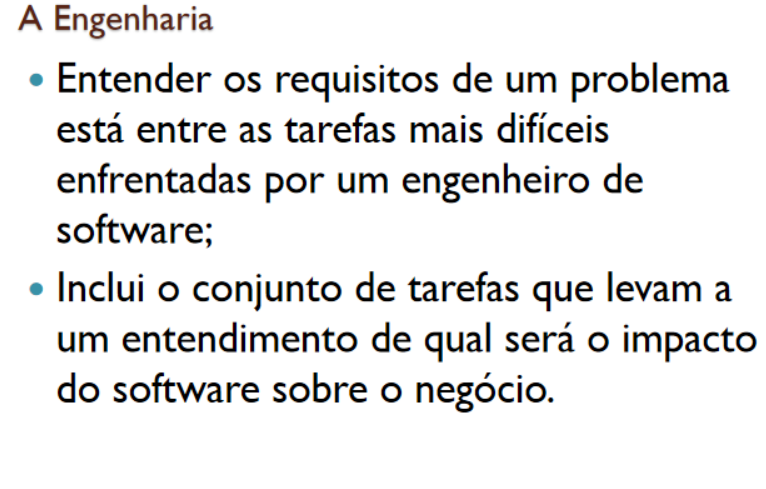 A Engenharia
• Entender os requisitos de um problema
está entre as tarefas mais difíceis
enfrentadas por um engenheiro de
software;
• Inclui o conjunto de tarefas que levam a
um entendimento de qual será o impacto
do software sobre o negócio.